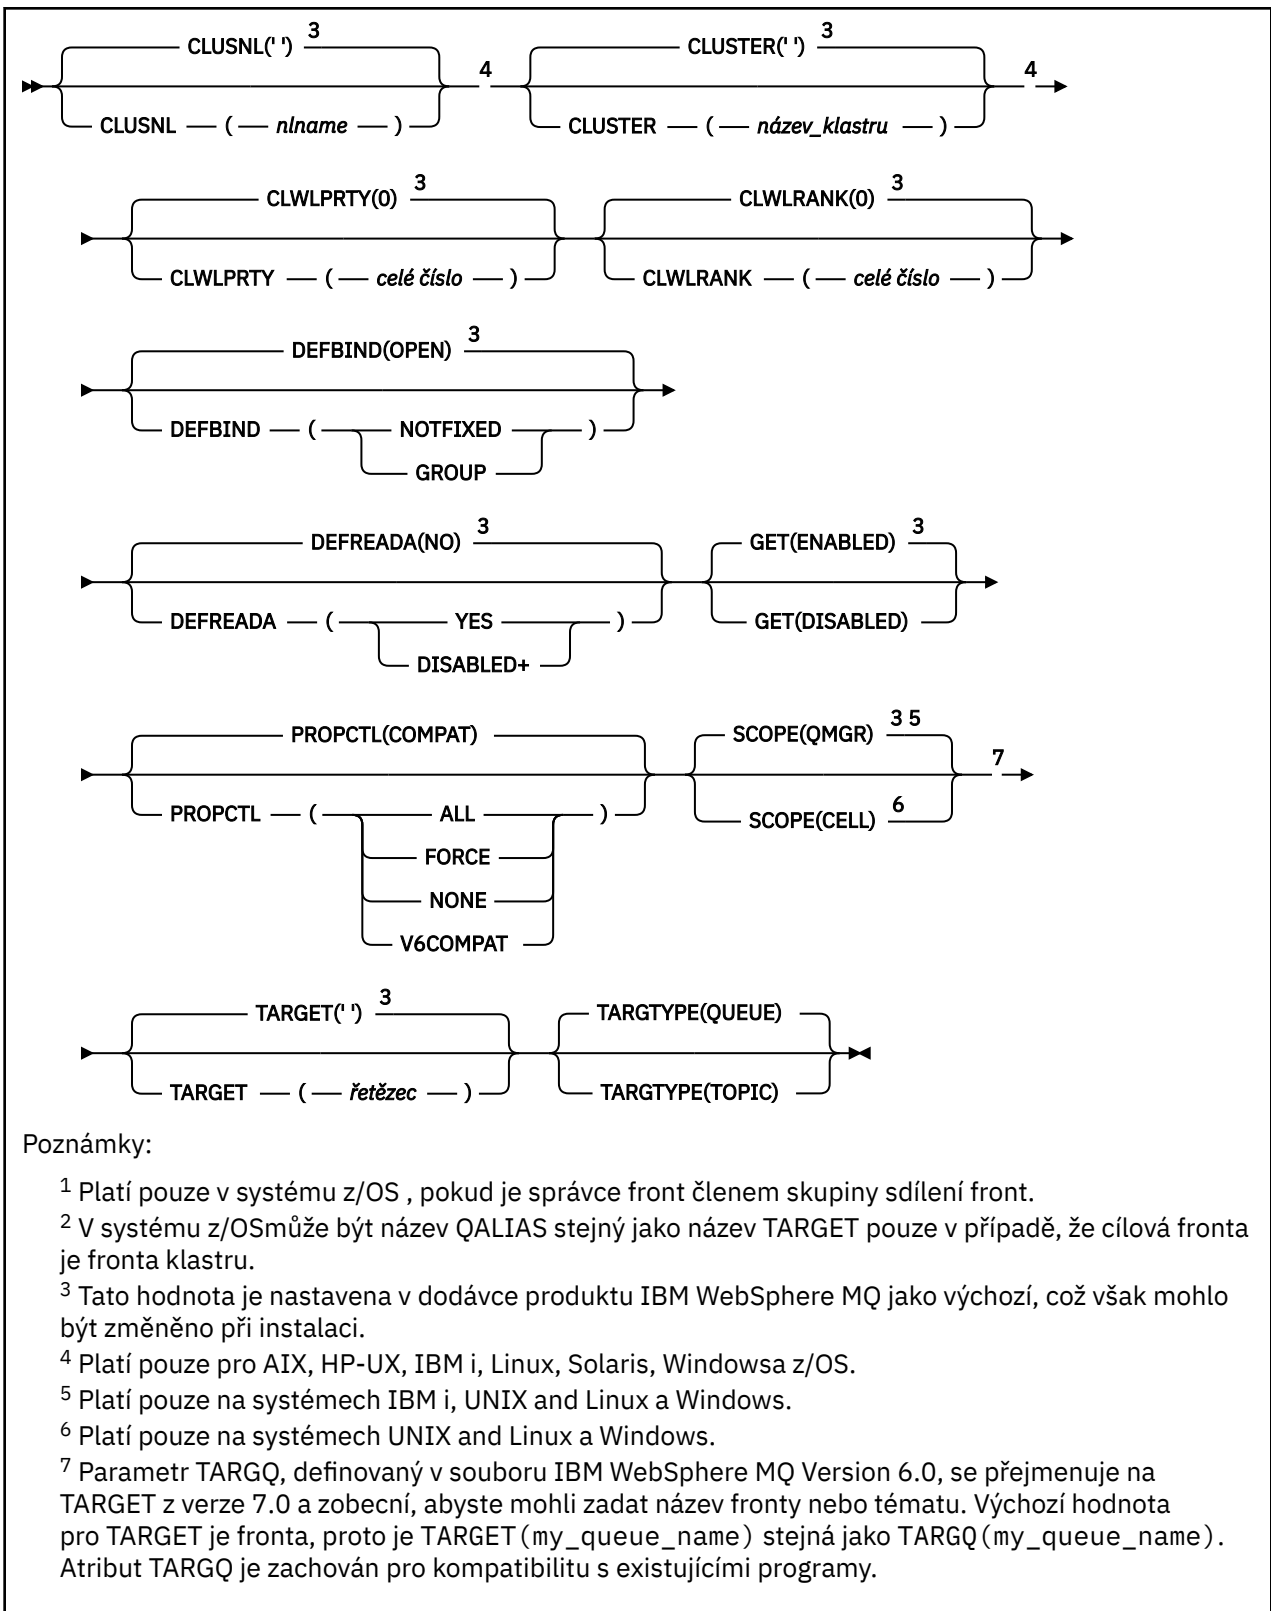 CLUSNL(' ') 3
4
CLUSNL ( nlname )
CLUSTER(' ') 3
4
CLUSTER ( název_klastru )
CLWLPRTY(0) 3
CLWLPRTY ( celé číslo )
CLWLRANK(0) 3
CLWLRANK ( celé číslo )
DEFBIND(OPEN) 3
DEFBIND ( NOTFIXED )
GROUP
DEFREADA(NO) 3
DEFREADA ( YES )
DISABLED+
GET(ENABLED) 3
GET(DISABLED)
PROPCTL(COMPAT)
PROPCTL ( ALL )
FORCE
NONE
V6COMPAT
SCOPE(QMGR) 3 5
7
SCOPE(CELL) 6
TARGET(' ') 3
TARGET ( řetězec )
TARGTYPE(QUEUE)
TARGTYPE(TOPIC)
Poznámky:
1 Platí pouze v systému z/OS , pokud je správce front členem skupiny sdílení front.
2 V systému z/OSmůže být název QALIAS stejný jako název TARGET pouze v případě, že cílová fronta
je fronta klastru.
3 Tato hodnota je nastavena v dodávce produktu IBM WebSphere MQ jako výchozí, což však mohlo
být změněno při instalaci.
4 Platí pouze pro AIX, HP-UX, IBM i, Linux, Solaris, Windowsa z/OS.
5 Platí pouze na systémech IBM i, UNIX and Linux a Windows.
6 Platí pouze na systémech UNIX and Linux a Windows.
7 Parametr TARGQ, definovaný v souboru IBM WebSphere MQ Version 6.0, se přejmenuje na
TARGET z verze 7.0 a zobecní, abyste mohli zadat název fronty nebo tématu. Výchozí hodnota
pro TARGET je fronta, proto je TARGET(my_queue_name) stejná jako TARGQ(my_queue_name).
Atribut TARGQ je zachován pro kompatibilitu s existujícími programy.